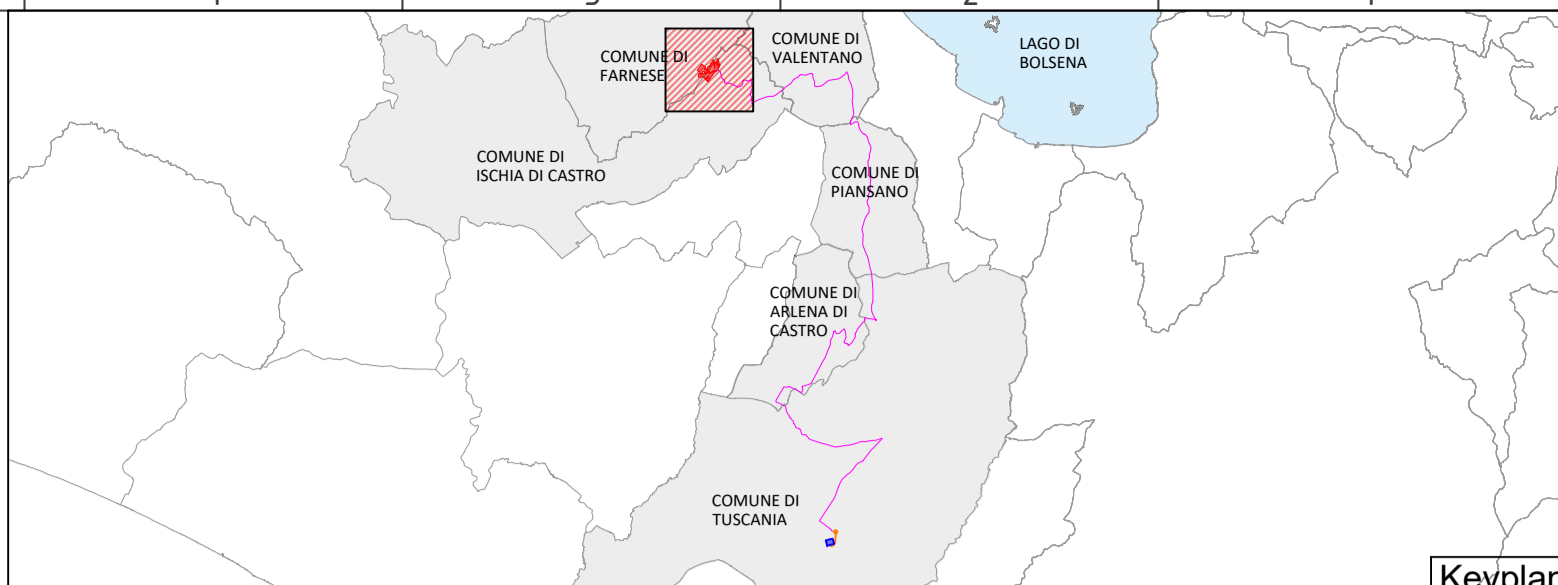 COMUNE DI
FARNESE
COMUNE DI
VALENTANO
LAGO DI
BOLSENA
COMUNE DI
ISCHIA DI CASTRO
COMUNE DI
PIANSANO
COMUNE DI
ARLENA DI
CASTRO
COMUNE DI
TUSCANIA